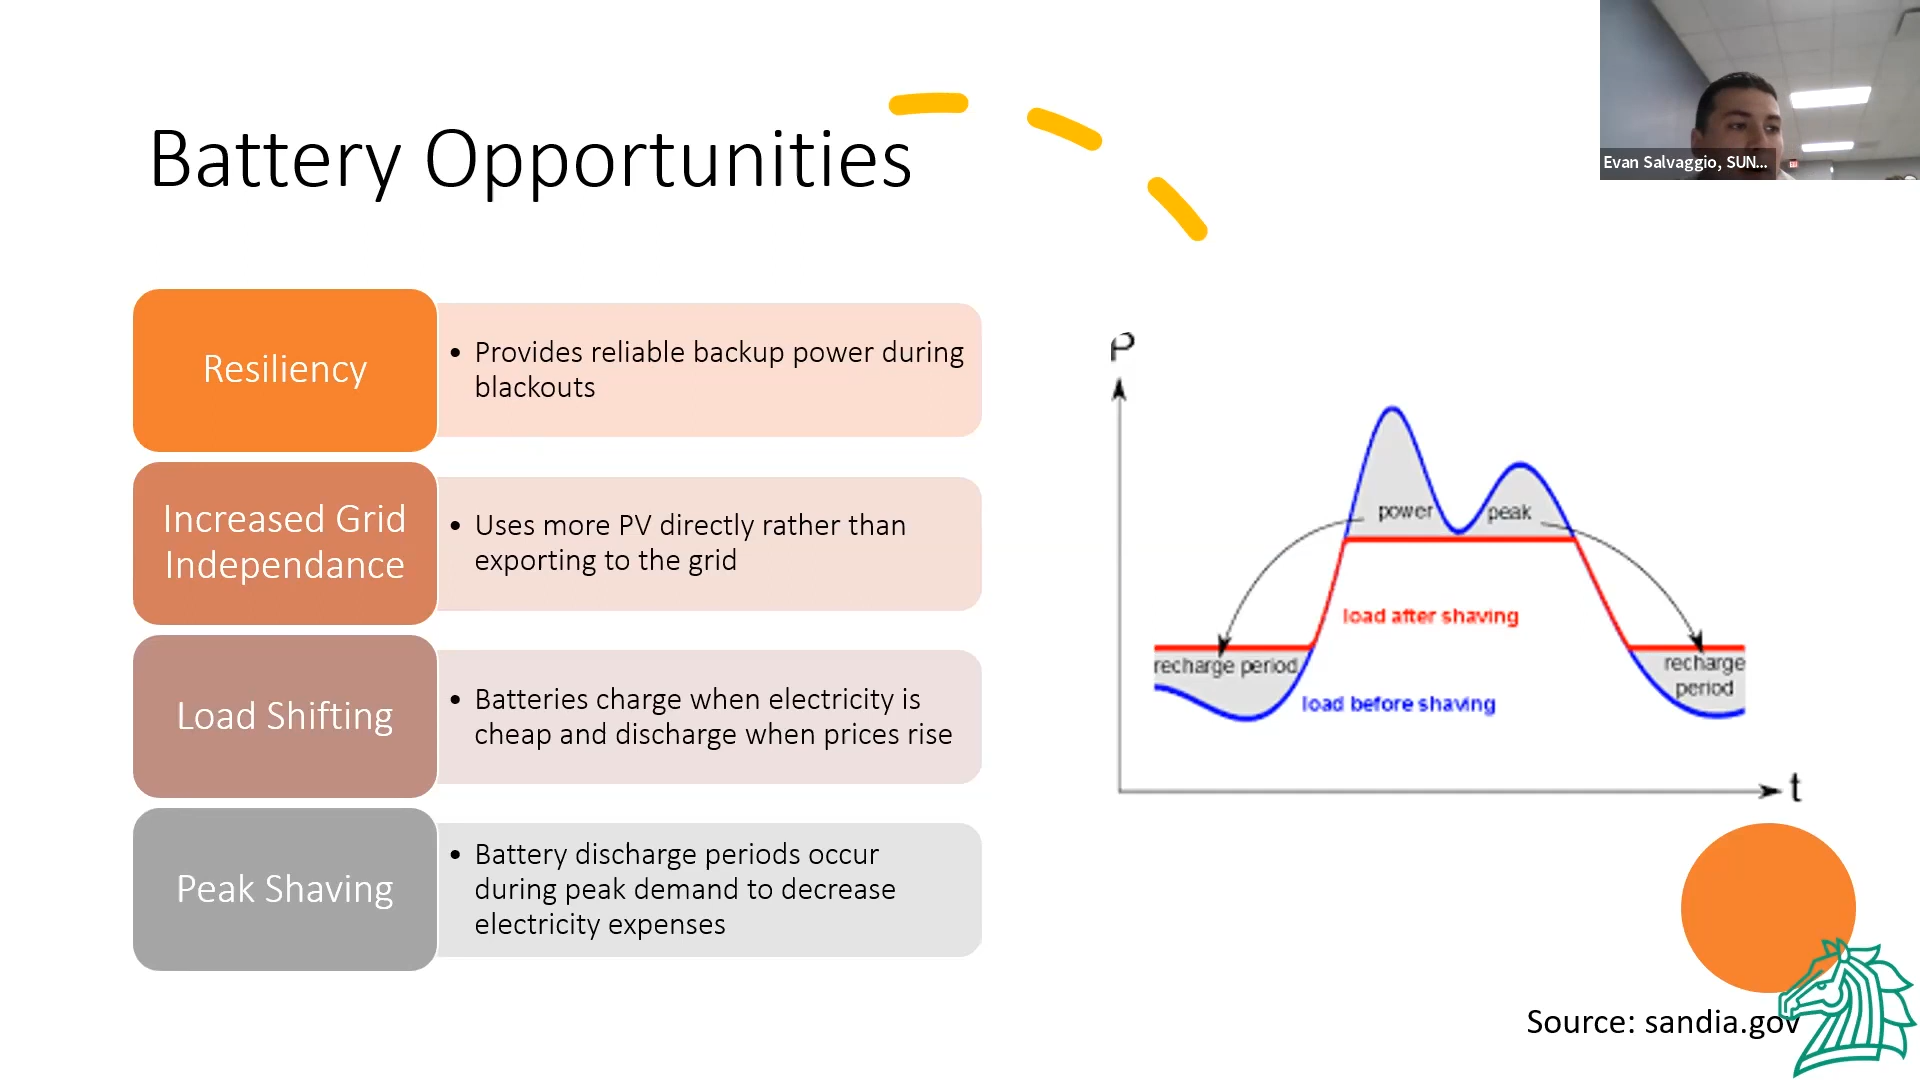 Battery Opportunities
Evan Salvaggio, SUN...
Resiliency
• Provides reliable backup power during
blackouts
Increased Grid
Independance
• Uses more PV directly rather than
exporting to the grid
Load Shifting
• Batteries charge when electricity is
cheap and discharge when prices rise
Peak Shaving
• Battery discharge periods occur
during peak demand to decrease
electricity expenses
P
power peak
load after shaving
recharge period
recharge
period
load before shaving
t
Source: sandia.gov